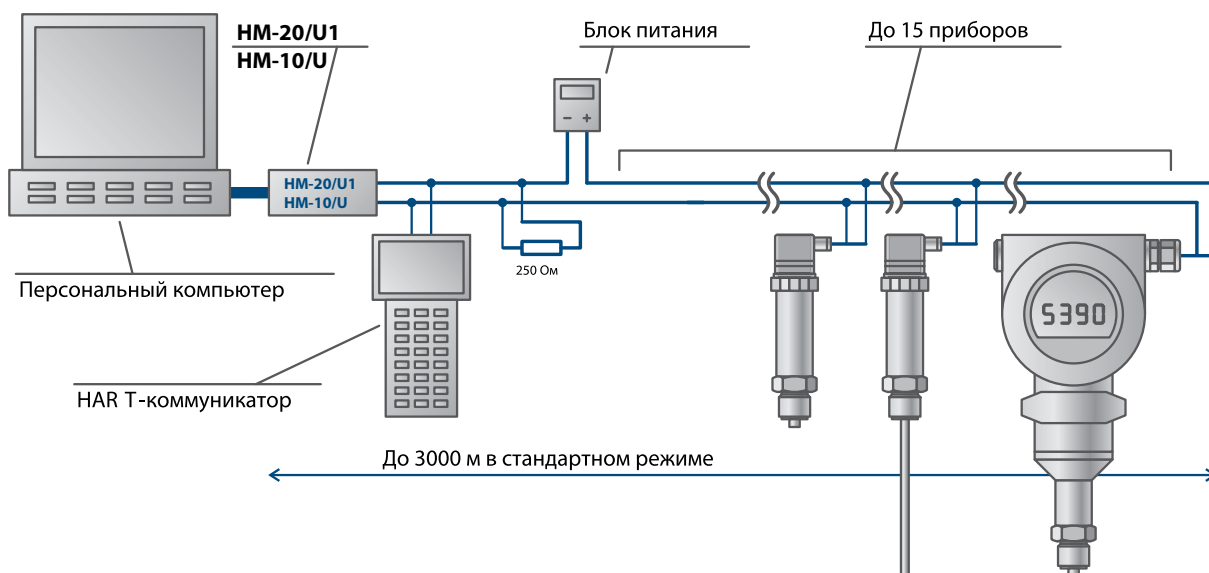 HM-20/U1
HM-10/U
Блок питания
До 15 приборов
− +
HM-20/U1
HM-10/U
250 Ом
Персональный компьютер
5390
HAR T-коммуникатор
До 3000 м в стандартном режиме